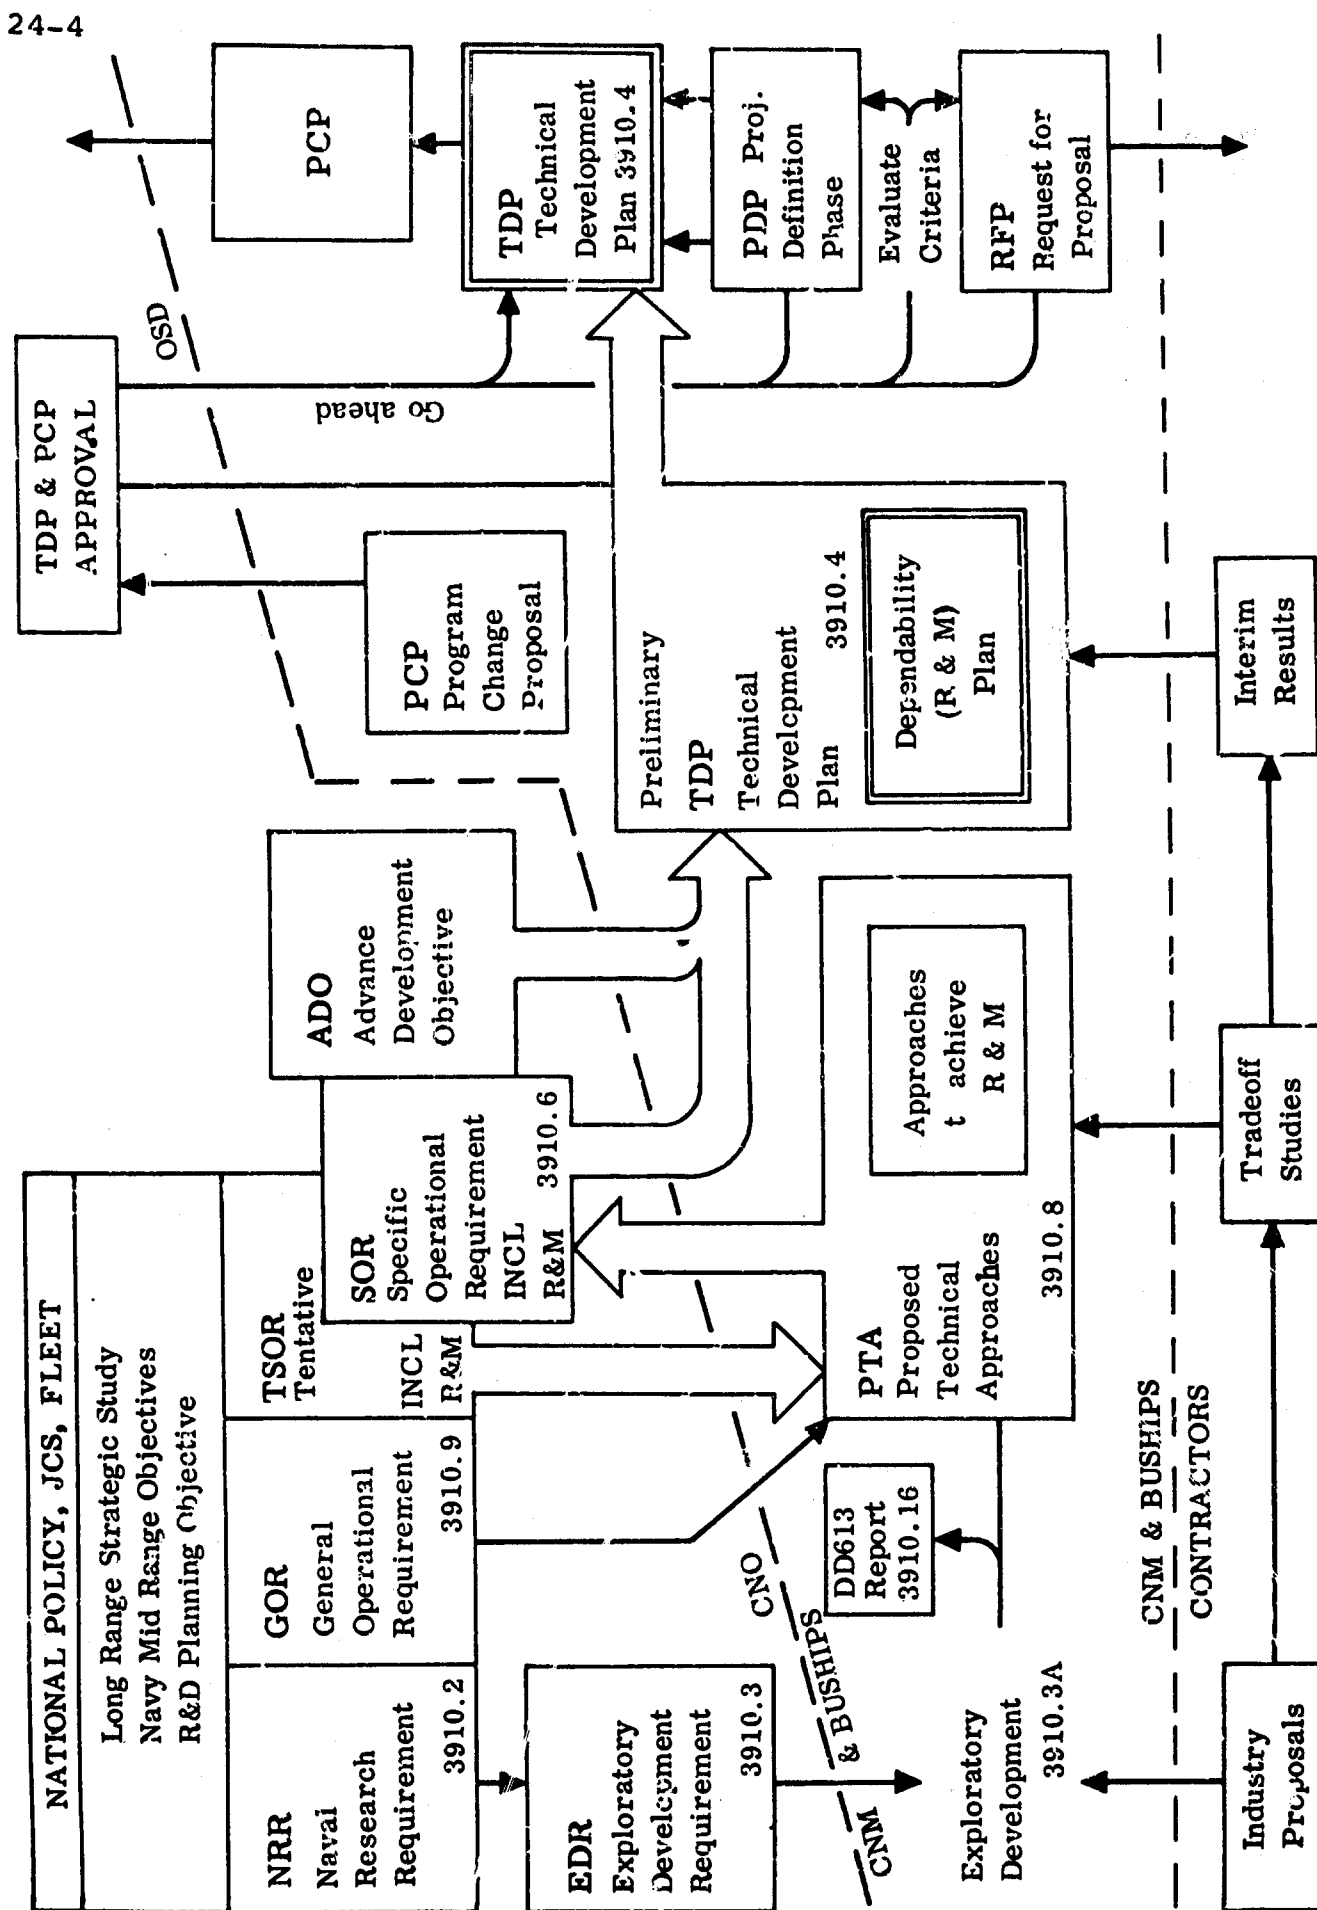 24-4
NATIONAL POLICY, JCS, FLEET
Long Range Strategic Study
Navy Mid Range Objectives
R&D Planning Objective
NRR
Naval
Research
Requirement
3910.2
GOR
General
Operational
Requirement
3910.9
TSOR
Tentative
INCL
R&M
SOR
Specific
Operational
Requirement
INCL
R&M
3910.6
ADO
Advance
Development
Objective
TDP & PCP
APPROVAL
OSD
Go ahead
PCP
Program
Change
Proposal
PCP
TDP
Technical
Development
Plan 3910.4
PDP Proj.
Definition
Phase
Evaluate
Criteria
RFP
Request for
Proposal
Preliminary
TDP
Technical
Development
Plan
3910.4
Dependability
(R & M)
Plan
EDR
Exploratory
Development
Requirement
3910.3
CNO
CNM & BUSHIPS
DD613
Report
3910.16
PTA
Proposed
Technical
Approaches
3910.8
Approaches
t achieve
R & M
Exploratory
Development
3910.3A
CNM & BUSHIPS
CONTRACTORS
Industry
Proposals
Tradeoff
Studies
Interim
Results